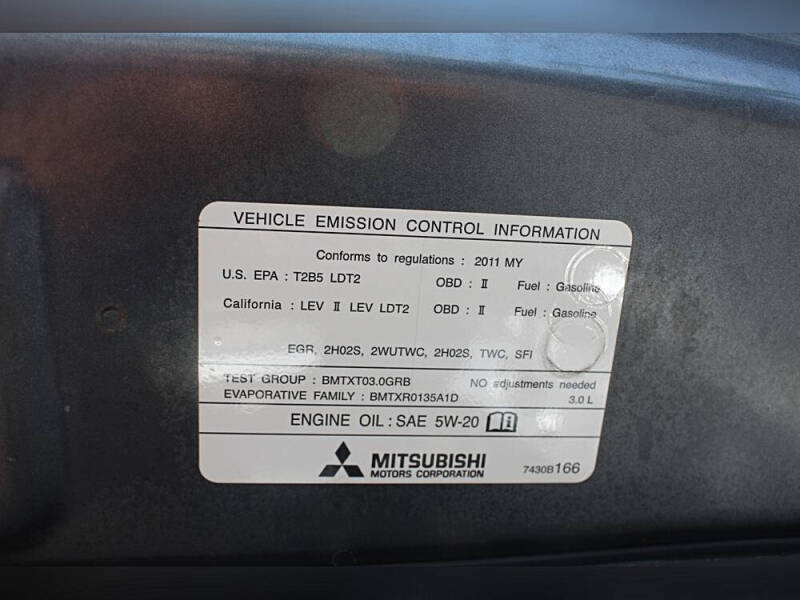 VEHICLE EMISSION CONTROL INFORMATION
Conforms to regulations : 2011 MY
U.S. EPA : T2B5 LDT2 OBD : Ⅱ Fuel : Gasoline
California : LEV Ⅱ LEV LDT2 OBD : Ⅱ Fuel : Gasoline
EGR, 2HO2S, 2WUTWC, 2HO2S, TWC, SFI
TEST GROUP : BMTXT03.0GRB NO adjustments needed
EVAPORATIVE FAMILY : BMTXR0135A1D 3.0 L
ENGINE OIL : SAE 5W-20
MITSUBISHI
MOTORS CORPORATION 7430B166